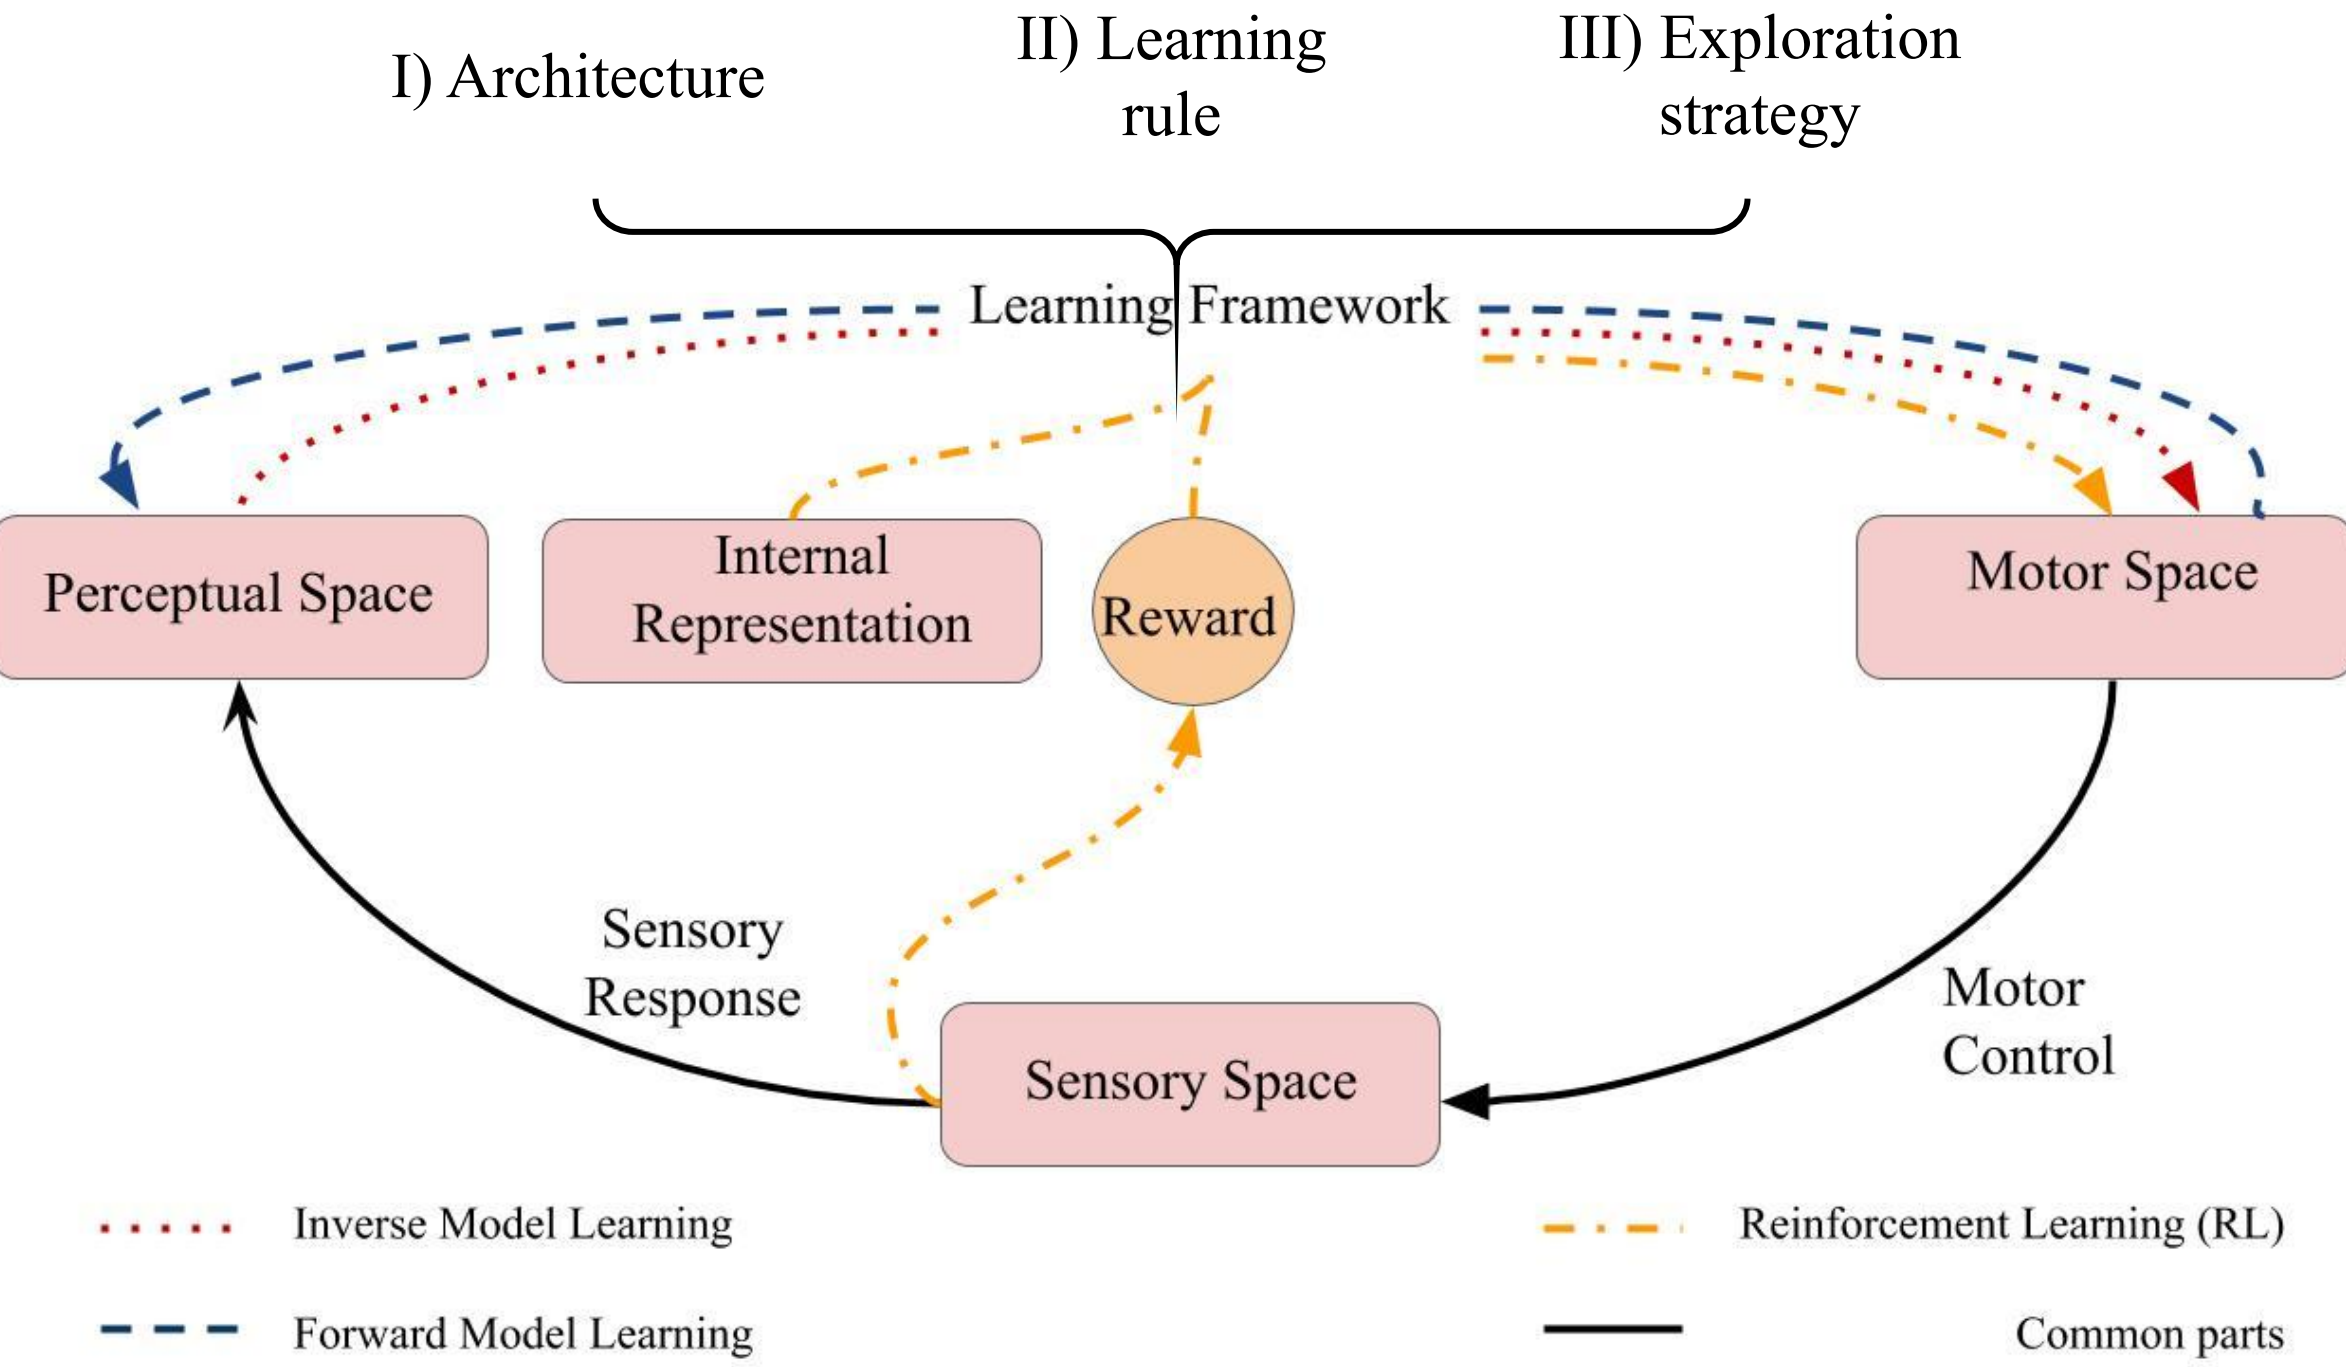 I) Architecture
II) Learning
rule
III) Exploration
strategy
Learning Framework
Perceptual Space
Internal
Representation
Reward
Motor Space
Sensory
Response
Sensory Space
Motor
Control
Inverse Model Learning
Reinforcement Learning (RL)
Forward Model Learning
Common parts